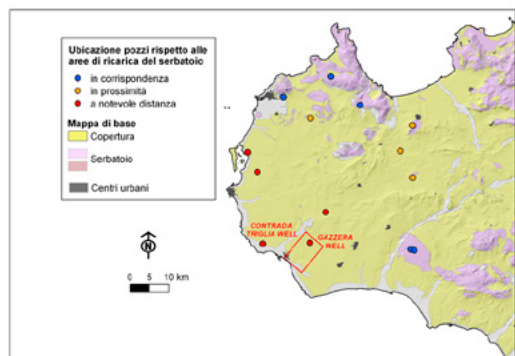 Ubicazione pozzi rispetto alle
aree di ricarica del serbatoio
in corrispondenza
in prossimità
a notevole distanza
Mappa di base
Copertura
Serbatoio
Centri urbani
CONTRADA
TRIGLIA WELL
GAZZERA
WELL
N
0 5 10 km